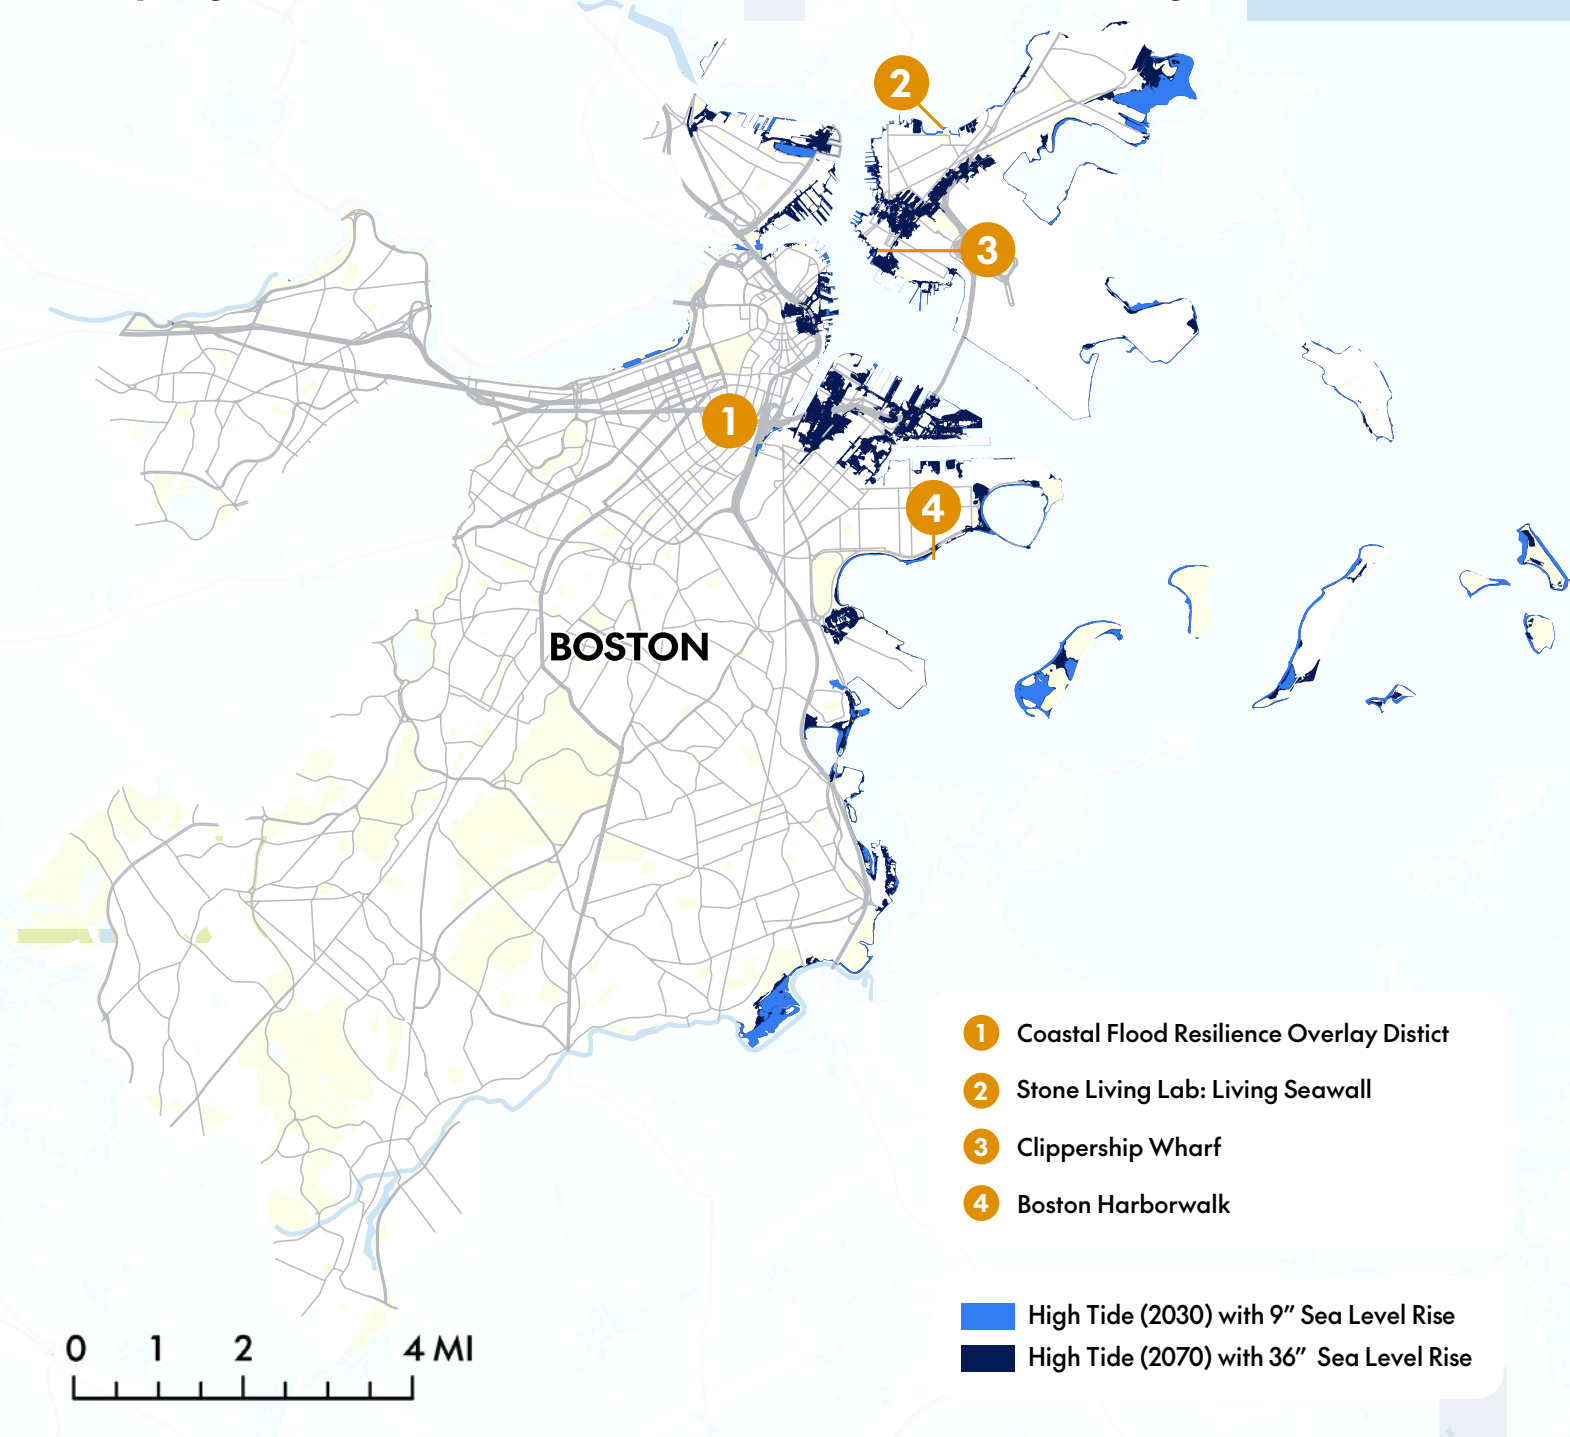 2
3
1
4
BOSTON
1 Coastal Flood Resilience Overlay Distict
2 Stone Living Lab: Living Seawall
3 Clippership Wharf
4 Boston Harborwalk
High Tide (2030) with 9” Sea Level Rise
High Tide (2070) with 36” Sea Level Rise
0 1 2 4 MI